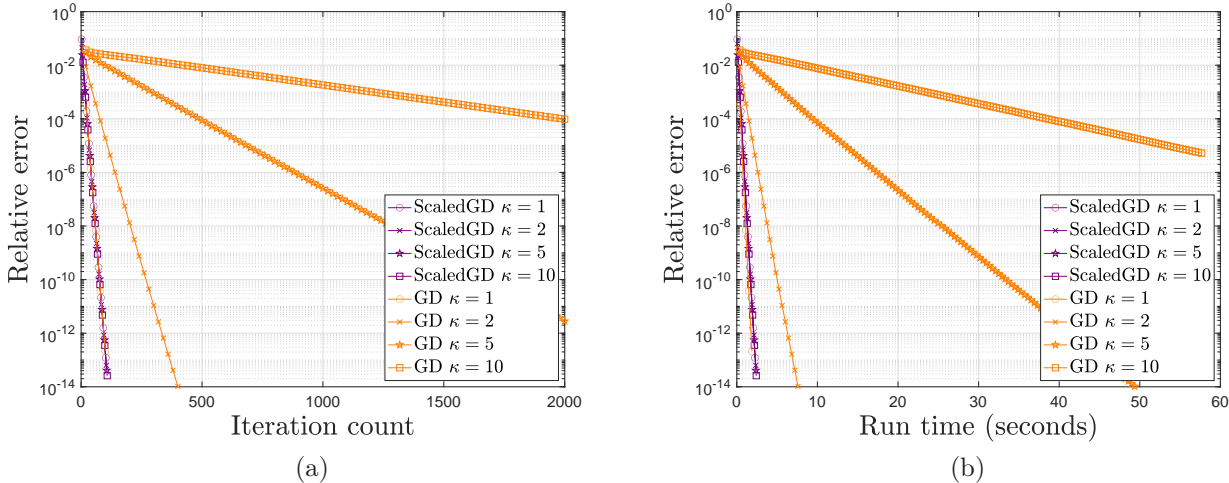 10^0
10^-2
10^-4
10^-6
10^-8
10^-10
10^-12
10^-14
Relative error
0 500 1000 1500 2000
Iteration count
ScaledGD κ = 1
ScaledGD κ = 2
ScaledGD κ = 5
ScaledGD κ = 10
GD κ = 1
GD κ = 2
GD κ = 5
GD κ = 10
(a)
10^0
10^-2
10^-4
10^-6
10^-8
10^-10
10^-12
10^-14
Relative error
0 10 20 30 40 50 60
Run time (seconds)
ScaledGD κ = 1
ScaledGD κ = 2
ScaledGD κ = 5
ScaledGD κ = 10
GD κ = 1
GD κ = 2
GD κ = 5
GD κ = 10
(b)